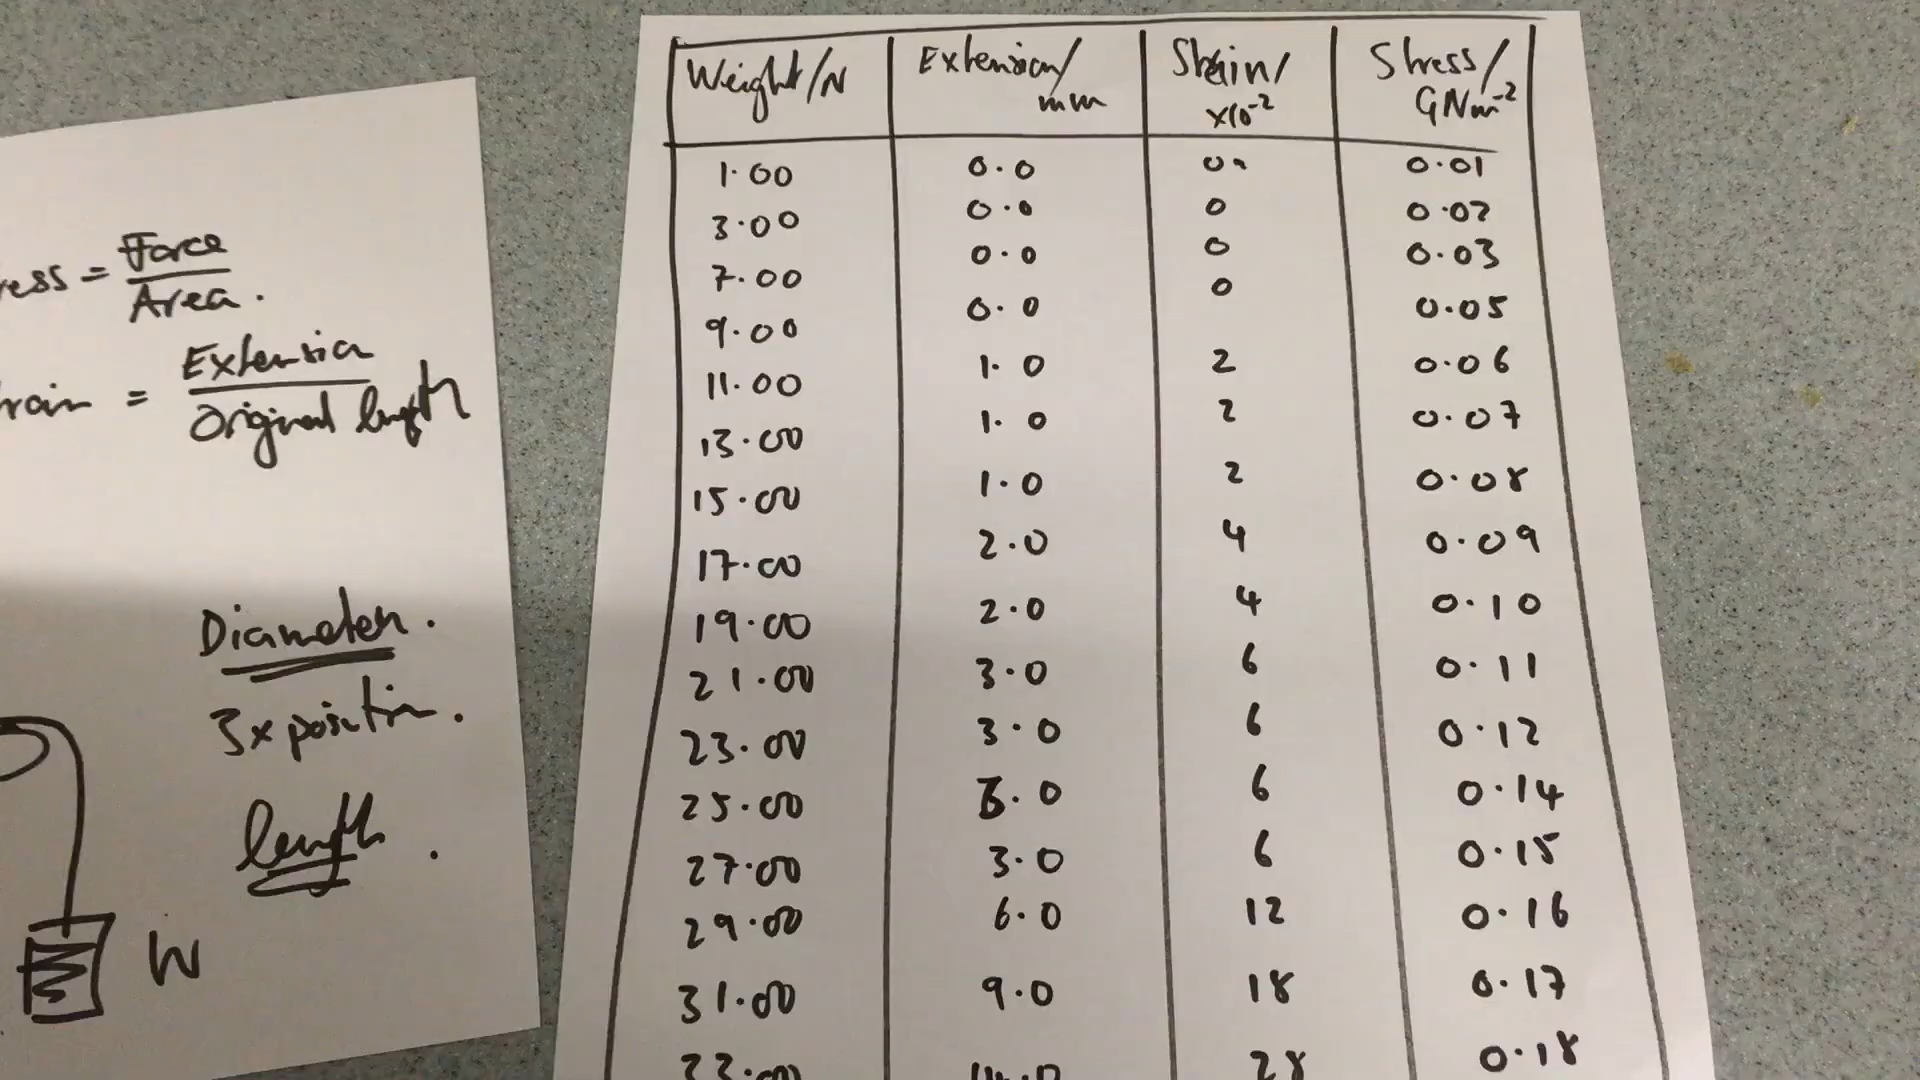 ress = Force
Area.
rain = Extension
Original length
Diameter.
3x position.
length.
W
Weight/N Extension/mm Strain/x10⁻² Stress/GNm⁻²
1.00 0.0 0. 0.01
3.00 0.0 0 0.02
7.00 0.0 0 0.03
9.00 0.0 0 0.05
11.00 1.0 2 0.06
13.00 1.0 2 0.07
15.00 1.0 2 0.08
17.00 2.0 4 0.09
19.00 2.0 4 0.10
21.00 3.0 6 0.11
23.00 3.0 6 0.12
25.00 3.0 6 0.14
27.00 3.0 6 0.15
29.00 6.0 12 0.16
31.00 9.0 18 0.17
28 0.18